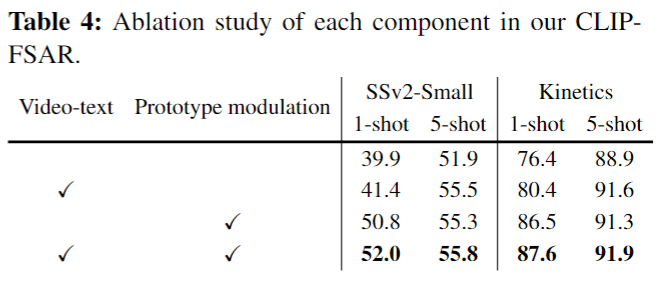 Table 4: Ablation study of each component in our CLIP-
FSAR.
Video-text Prototype modulation SSv2-Small Kinetics
1-shot 5-shot 1-shot 5-shot
39.9 51.9 76.4 88.9
✓ 41.4 55.5 80.4 91.6
✓ 50.8 55.3 86.5 91.3
✓ ✓ 52.0 55.8 87.6 91.9